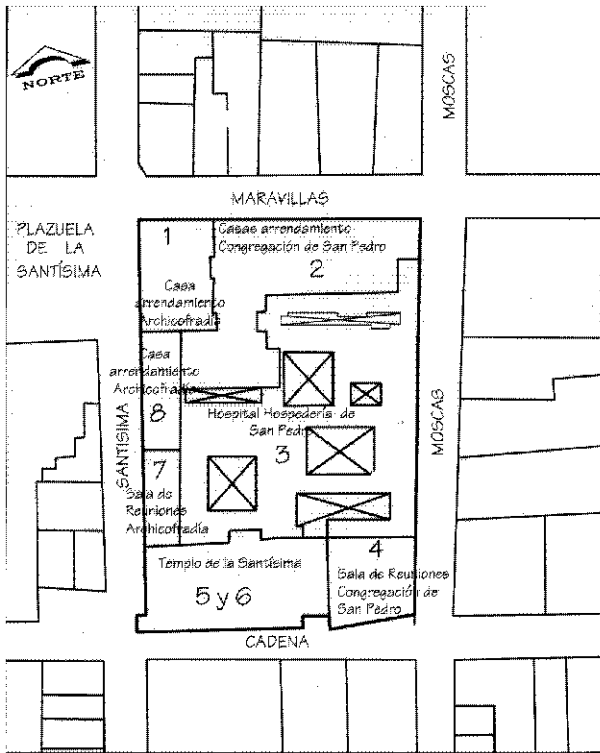 NORTE
MOSCAS
MARAVILLAS
PLAZUELA
DE LA
SANTÍSIMA
1
Casa
arrendamiento
Archicofradía
Casas arrendamiento
Congregación de San Pedro
2
Casa
arrendamiento
Archicofradía
8
Hospital Hospedería de
San Pedro
3
SANTISIMA
MOSCAS
7
Sala de
Reuniones
Archicofradía
Templo de la Santísima
5 y 6
4
Sala de Reuniones
Congregación de
San Pedro
CADENA